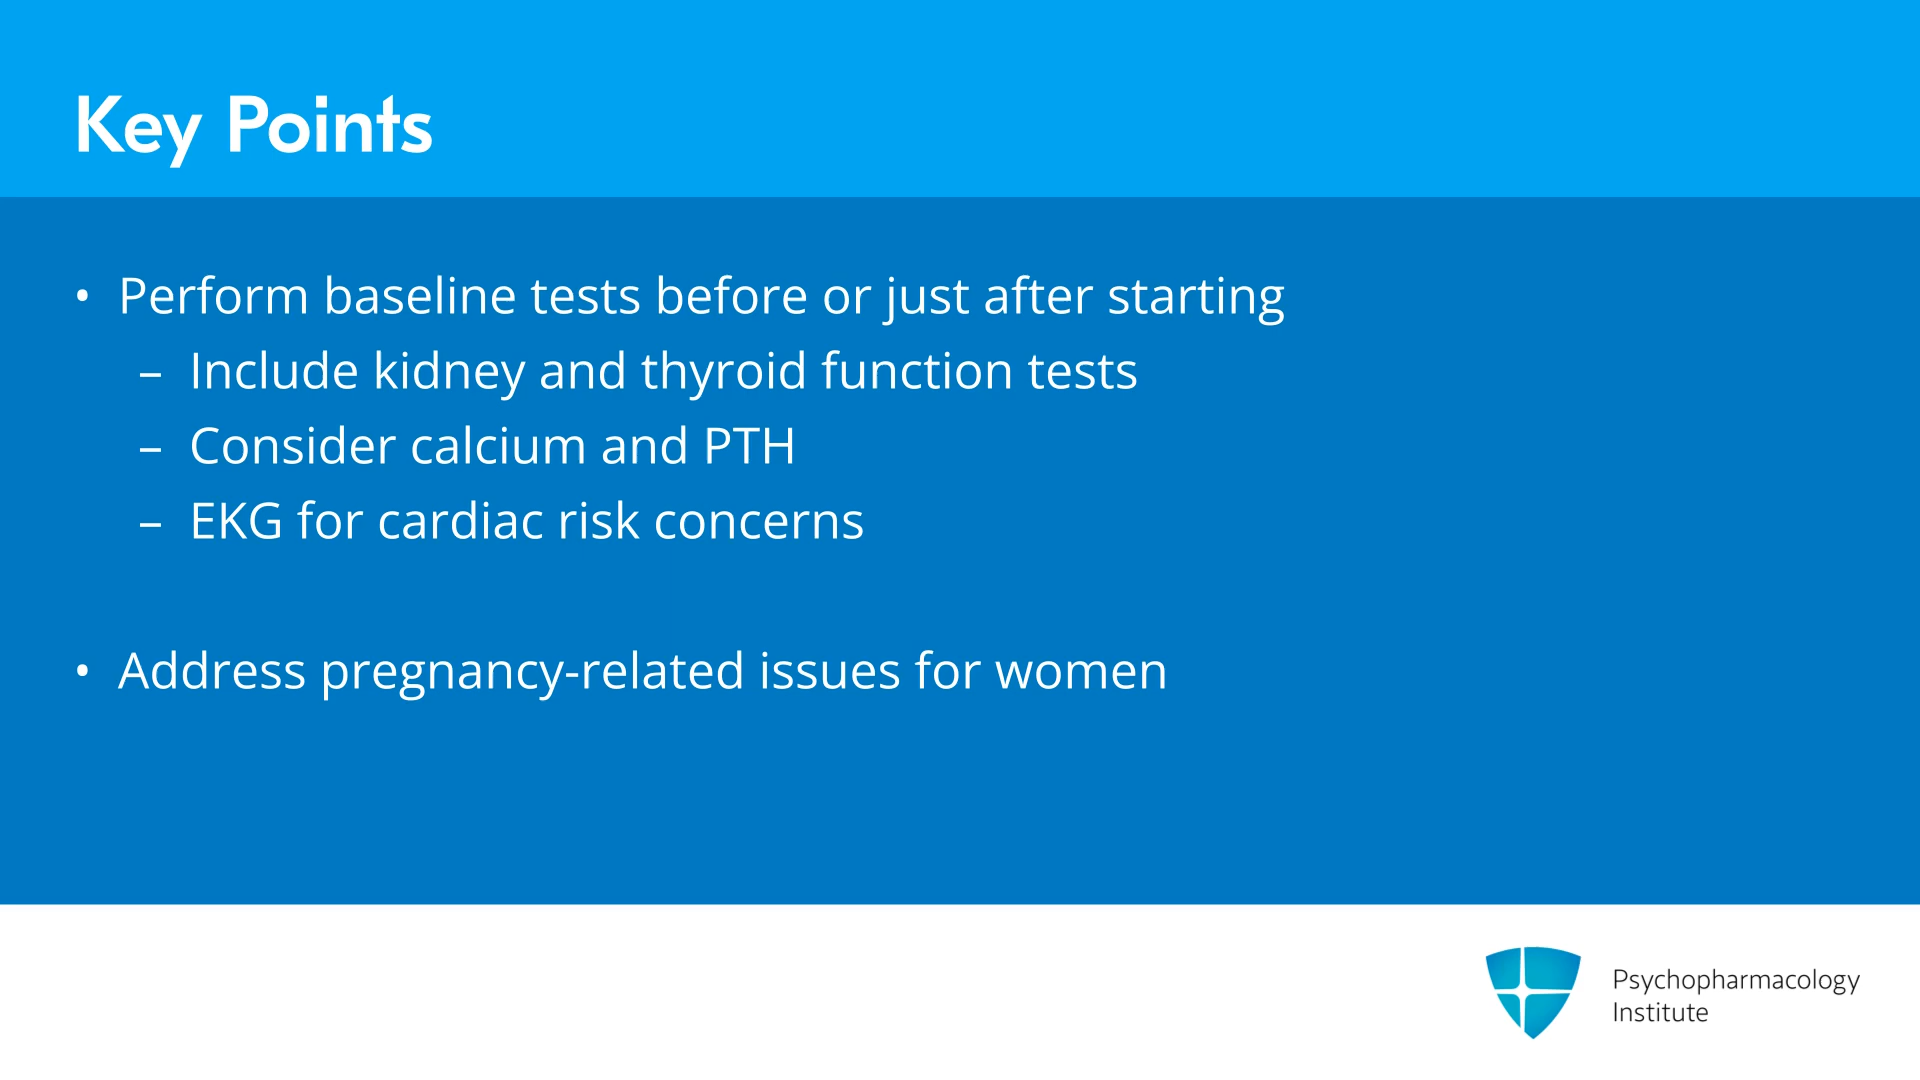 Key Points
• Perform baseline tests before or just after starting
– Include kidney and thyroid function tests
– Consider calcium and PTH
– EKG for cardiac risk concerns
• Address pregnancy-related issues for women
Psychopharmacology
Institute